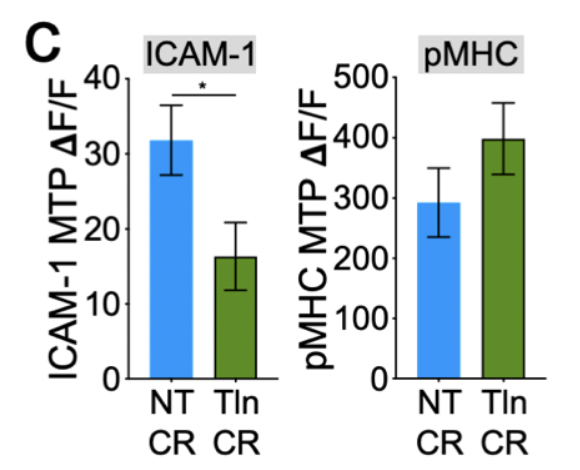 C
ICAM-1
ICAM-1 MTP ΔF/F
40
30
20
10
0
*
NT Tln
CR CR
pMHC
pMHC MTP ΔF/F
500
400
300
200
100
0
NT Tln
CR CR